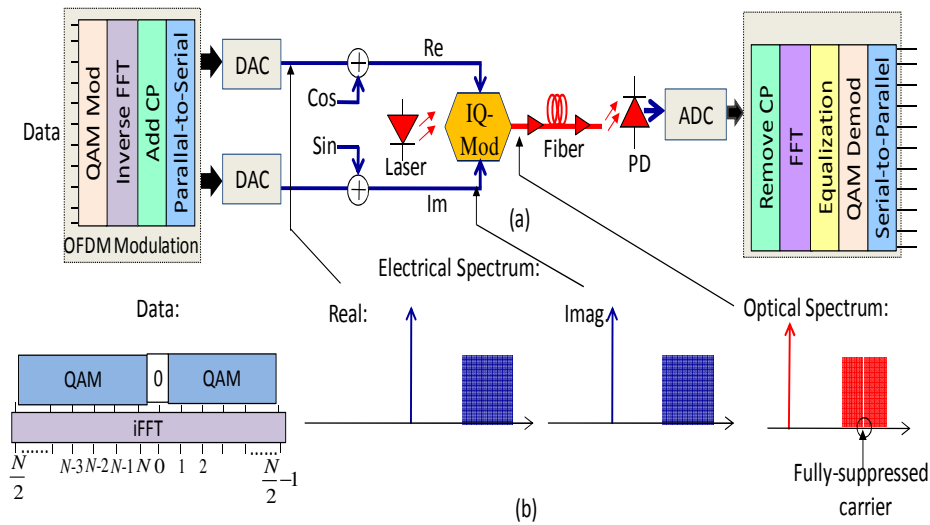 Data
QAM Mod
Inverse FFT
Add CP
Parallel-to-Serial
OFDM Modulation
DAC
DAC
Re
Cos
Sin
Im
Laser
IQ-
Mod
Fiber
PD
ADC
Remove CP
FFT
Equalization
QAM Demod
Serial-to-Parallel
(a)
Electrical Spectrum:
Data:
Real:
Imag
Optical Spectrum:
QAM
0
QAM
iFFT
N/2 ...... N-3 N-2 N-1 N 0 1 2 ...... N/2 -1
Fully-suppressed
carrier
(b)